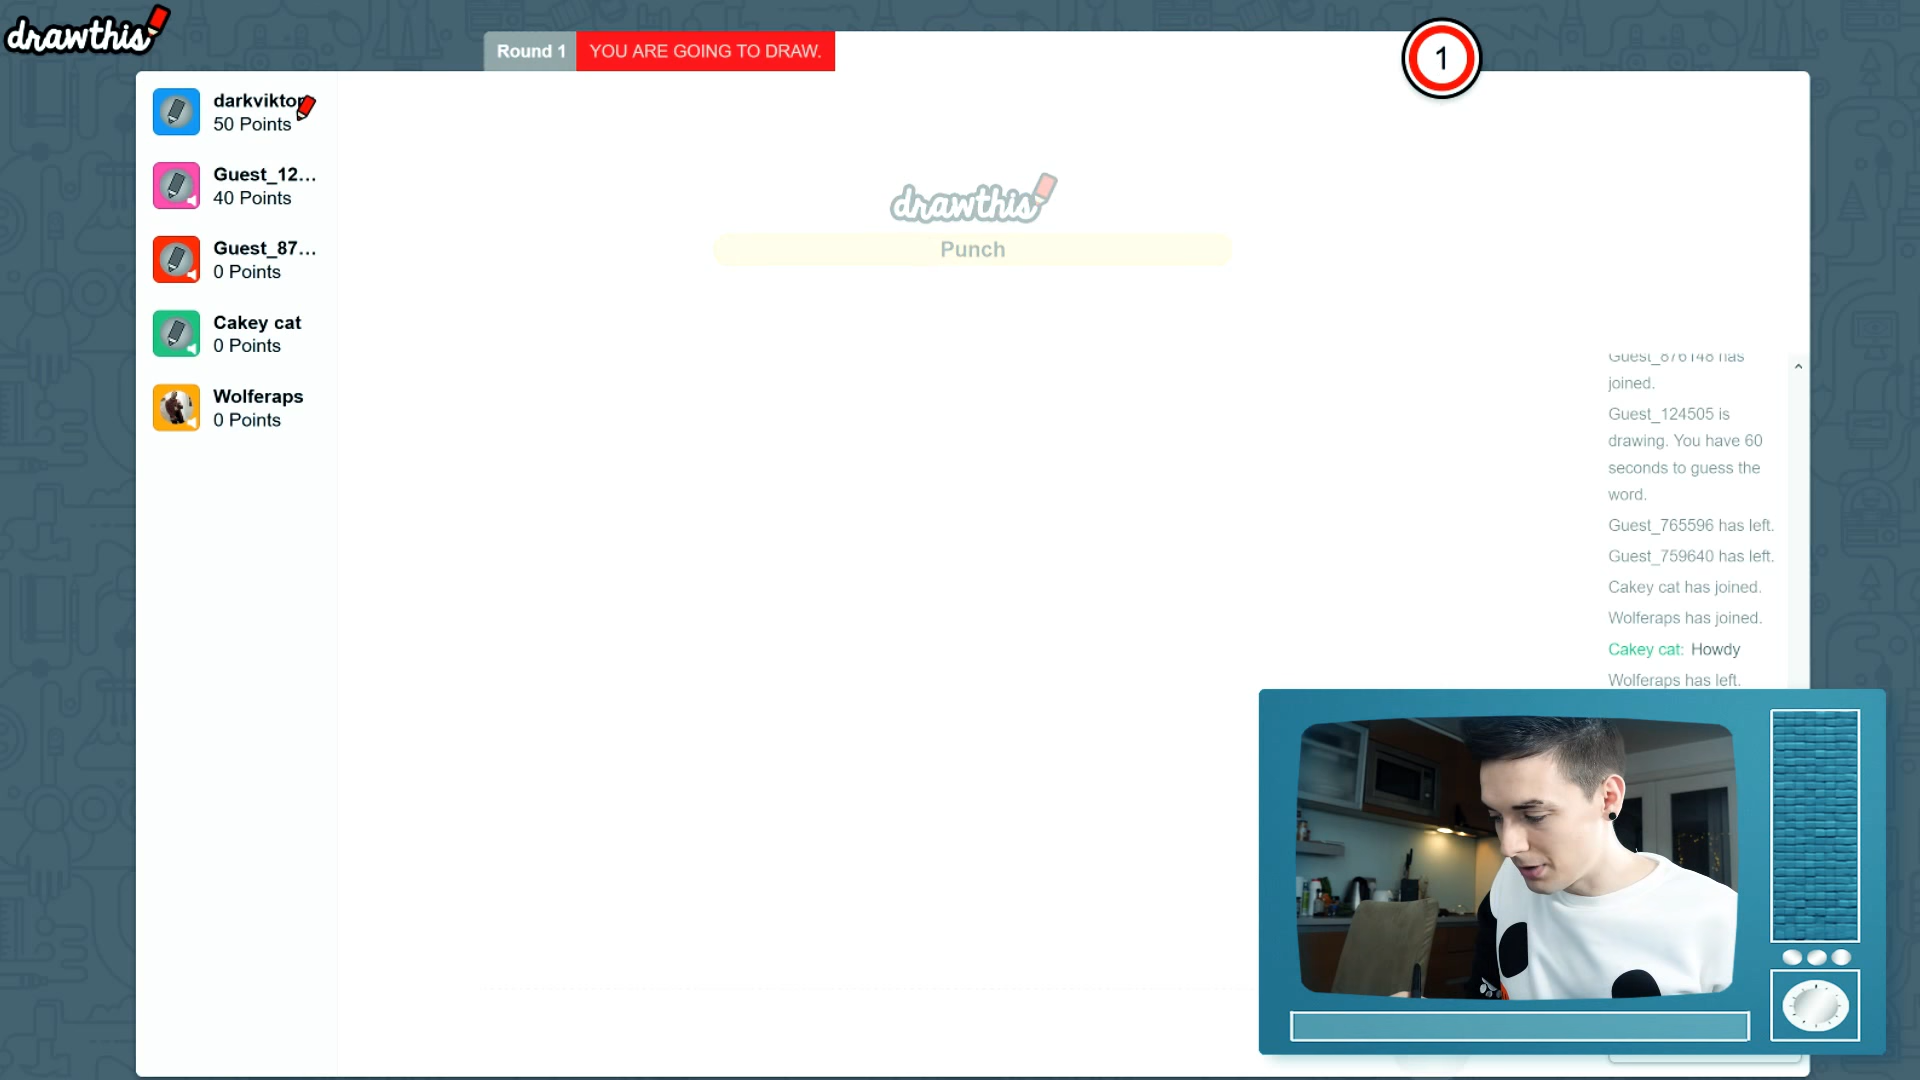 drawthis
Round 1
YOU ARE GOING TO DRAW.
1
darkviktor
50 Points
Guest_12...
40 Points
Guest_87...
0 Points
Cakey cat
0 Points
Wolferaps
0 Points
drawthis
Punch
Guest_876148 has
joined.
Guest_124505 is
drawing. You have 60
seconds to guess the
word.
Guest_765596 has left.
Guest_759640 has left.
Cakey cat has joined.
Wolferaps has joined.
Cakey cat: Howdy
Wolferaps has left.